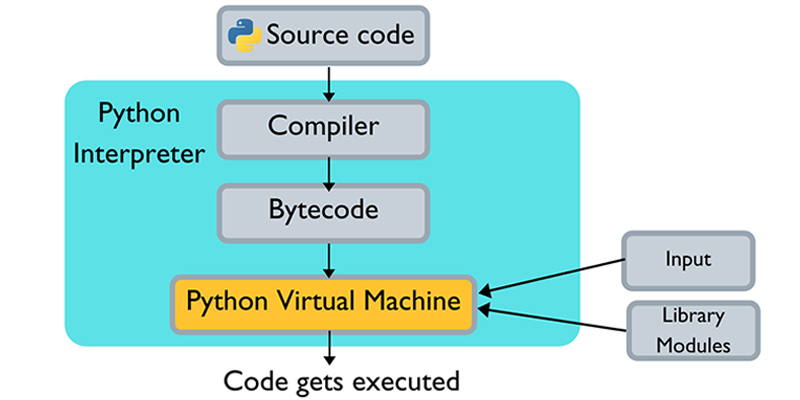 Source code
Python
Interpreter
Compiler
Bytecode
Python Virtual Machine
Input
Library
Modules
Code gets executed